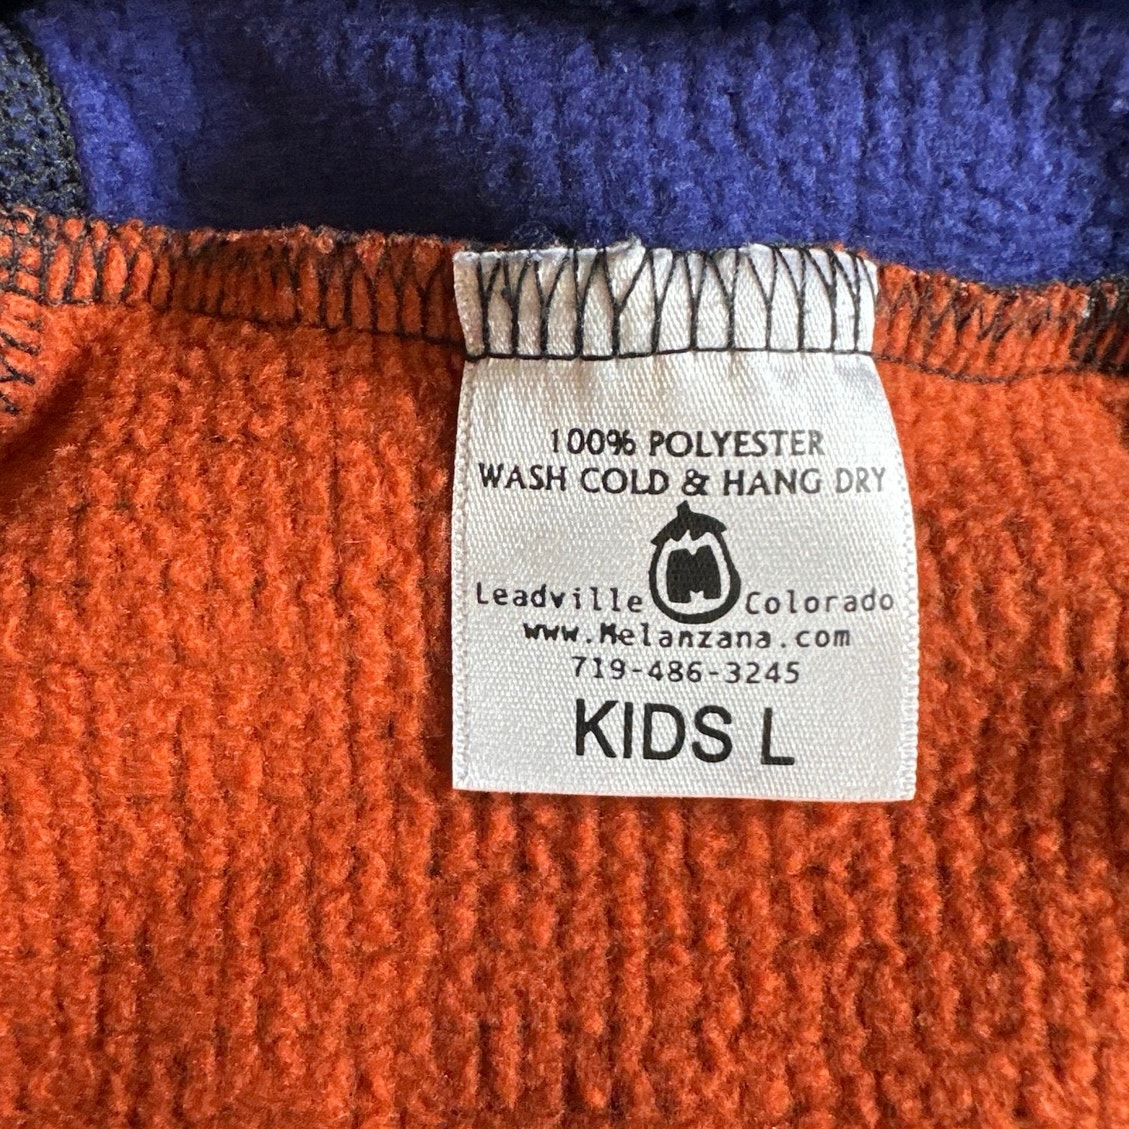 100% POLYESTER
WASH COLD & HANG DRY
M
Leadville Colorado
www.Melanzana.com
719-486-3245
KIDS L